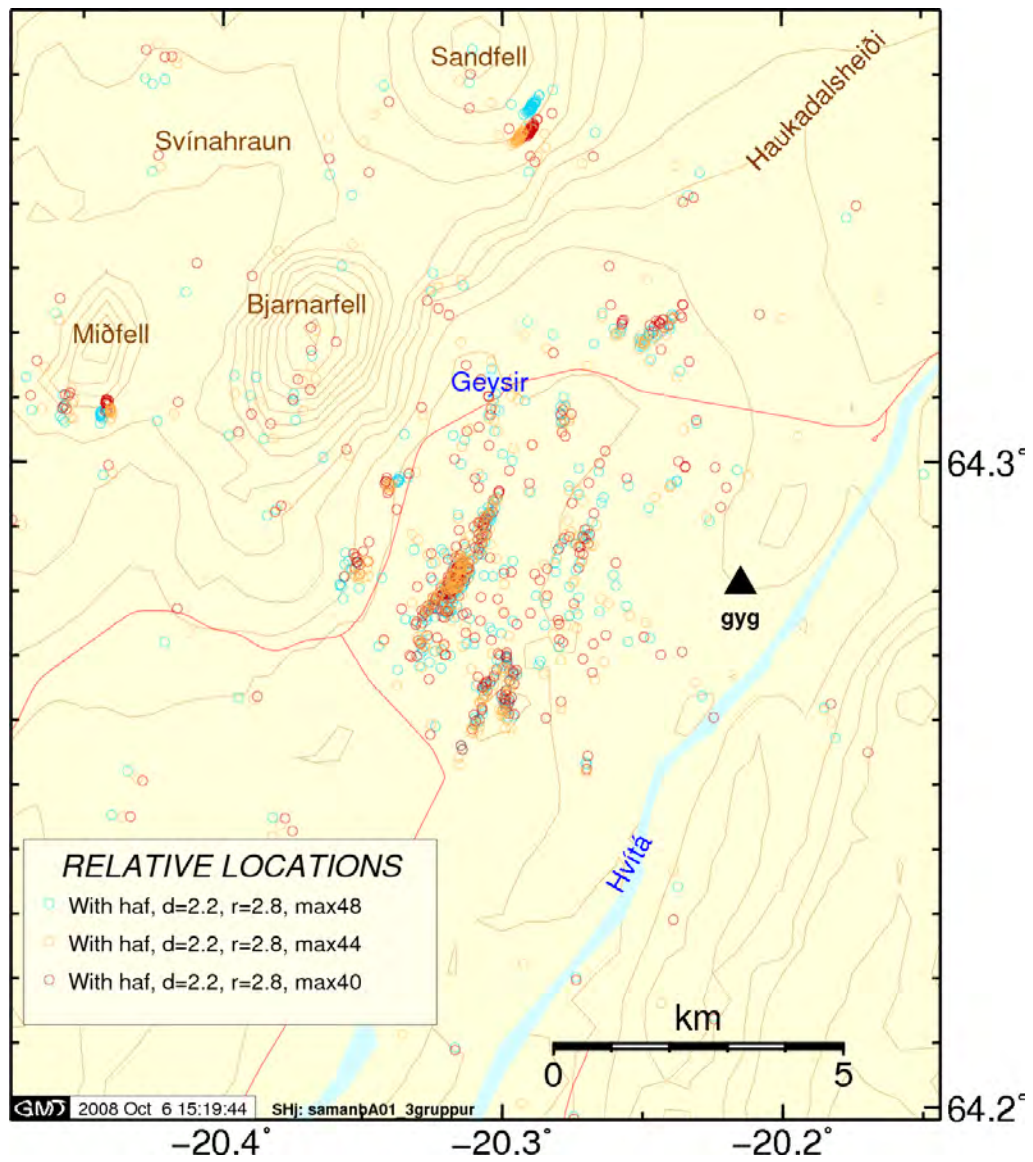 Sandfell
Haukadalsheiði
Svínahraun
Bjarnarfell
Miðfell
Geysir
64.3°
gyg
Hvítá
RELATIVE LOCATIONS
With haf, d=2.2, r=2.8, max48
With haf, d=2.2, r=2.8, max44
With haf, d=2.2, r=2.8, max40
km
0 5
GMT 2008 Oct 6 15:19:44 SHj: samanbA01_3gruppur
64.2°
−20.4° −20.3° −20.2°